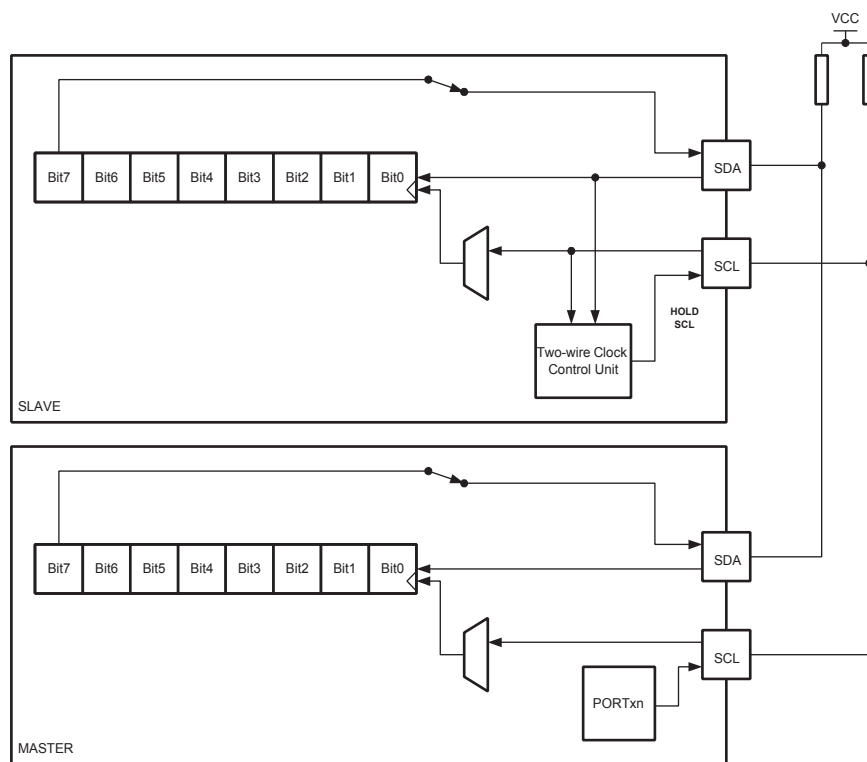 VCC
Bit7 Bit6 Bit5 Bit4 Bit3 Bit2 Bit1 Bit0
SDA
SCL
HOLD
SCL
Two-wire Clock
Control Unit
SLAVE
Bit7 Bit6 Bit5 Bit4 Bit3 Bit2 Bit1 Bit0
SDA
SCL
PORTxn
MASTER